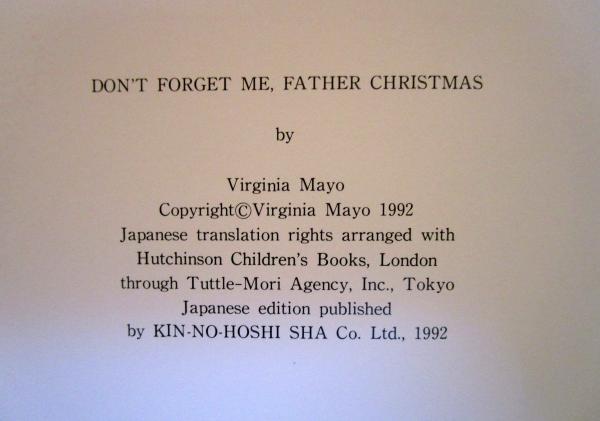 DON'T FORGET ME, FATHER CHRISTMAS
by
Virginia Mayo
Copyright©Virginia Mayo 1992
Japanese translation rights arranged with
Hutchinson Children's Books, London
through Tuttle-Mori Agency, Inc., Tokyo
Japanese edition published
by KIN-NO-HOSHI SHA Co. Ltd., 1992